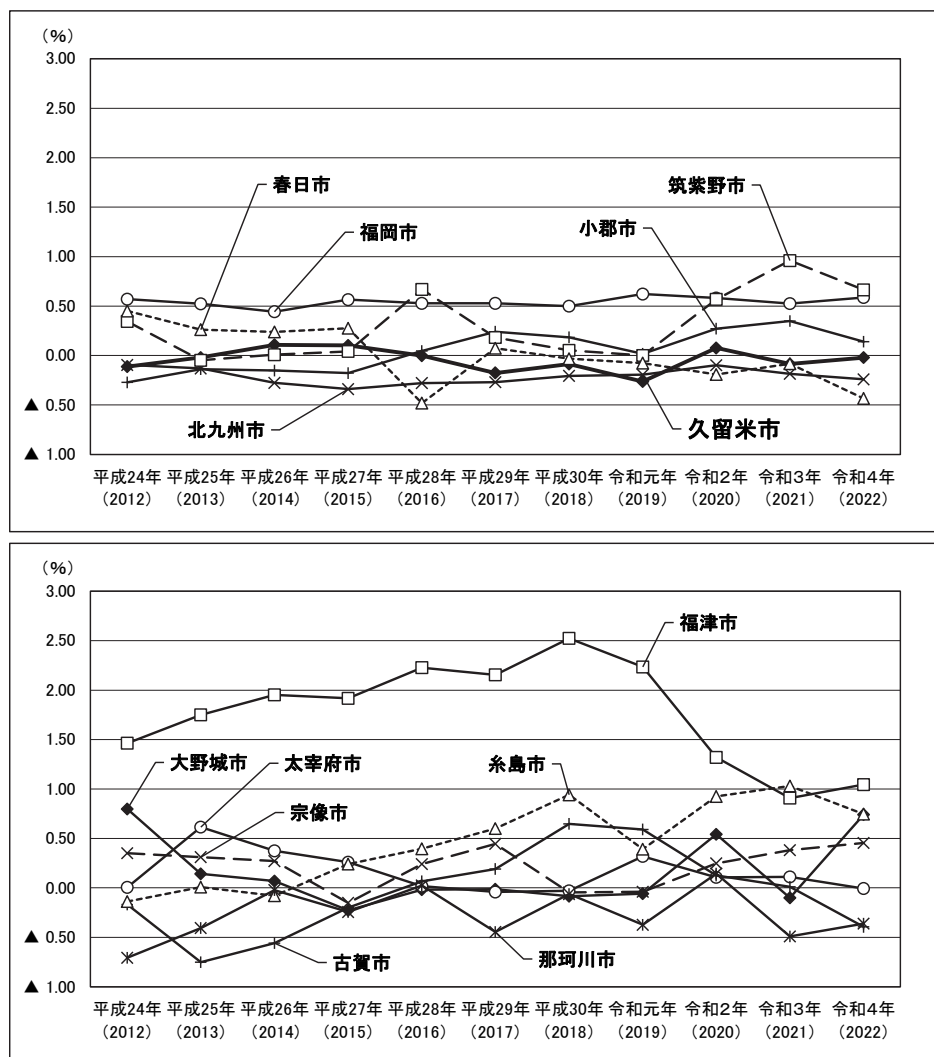 (%)
3.00
2.50
2.00
1.50
1.00
0.50
0.00
▲ 0.50
▲ 1.00
春日市
福岡市
筑紫野市
小郡市
北九州市
久留米市
平成24年 平成25年 平成26年 平成27年 平成28年 平成29年 平成30年 令和元年 令和2年 令和3年 令和4年
(2012) (2013) (2014) (2015) (2016) (2017) (2018) (2019) (2020) (2021) (2022)
(%)
3.00
2.50
2.00
1.50
1.00
0.50
0.00
▲ 0.50
▲ 1.00
福津市
大野城市
太宰府市
糸島市
宗像市
古賀市
那珂川市
平成24年 平成25年 平成26年 平成27年 平成28年 平成29年 平成30年 令和元年 令和2年 令和3年 令和4年
(2012) (2013) (2014) (2015) (2016) (2017) (2018) (2019) (2020) (2021) (2022)